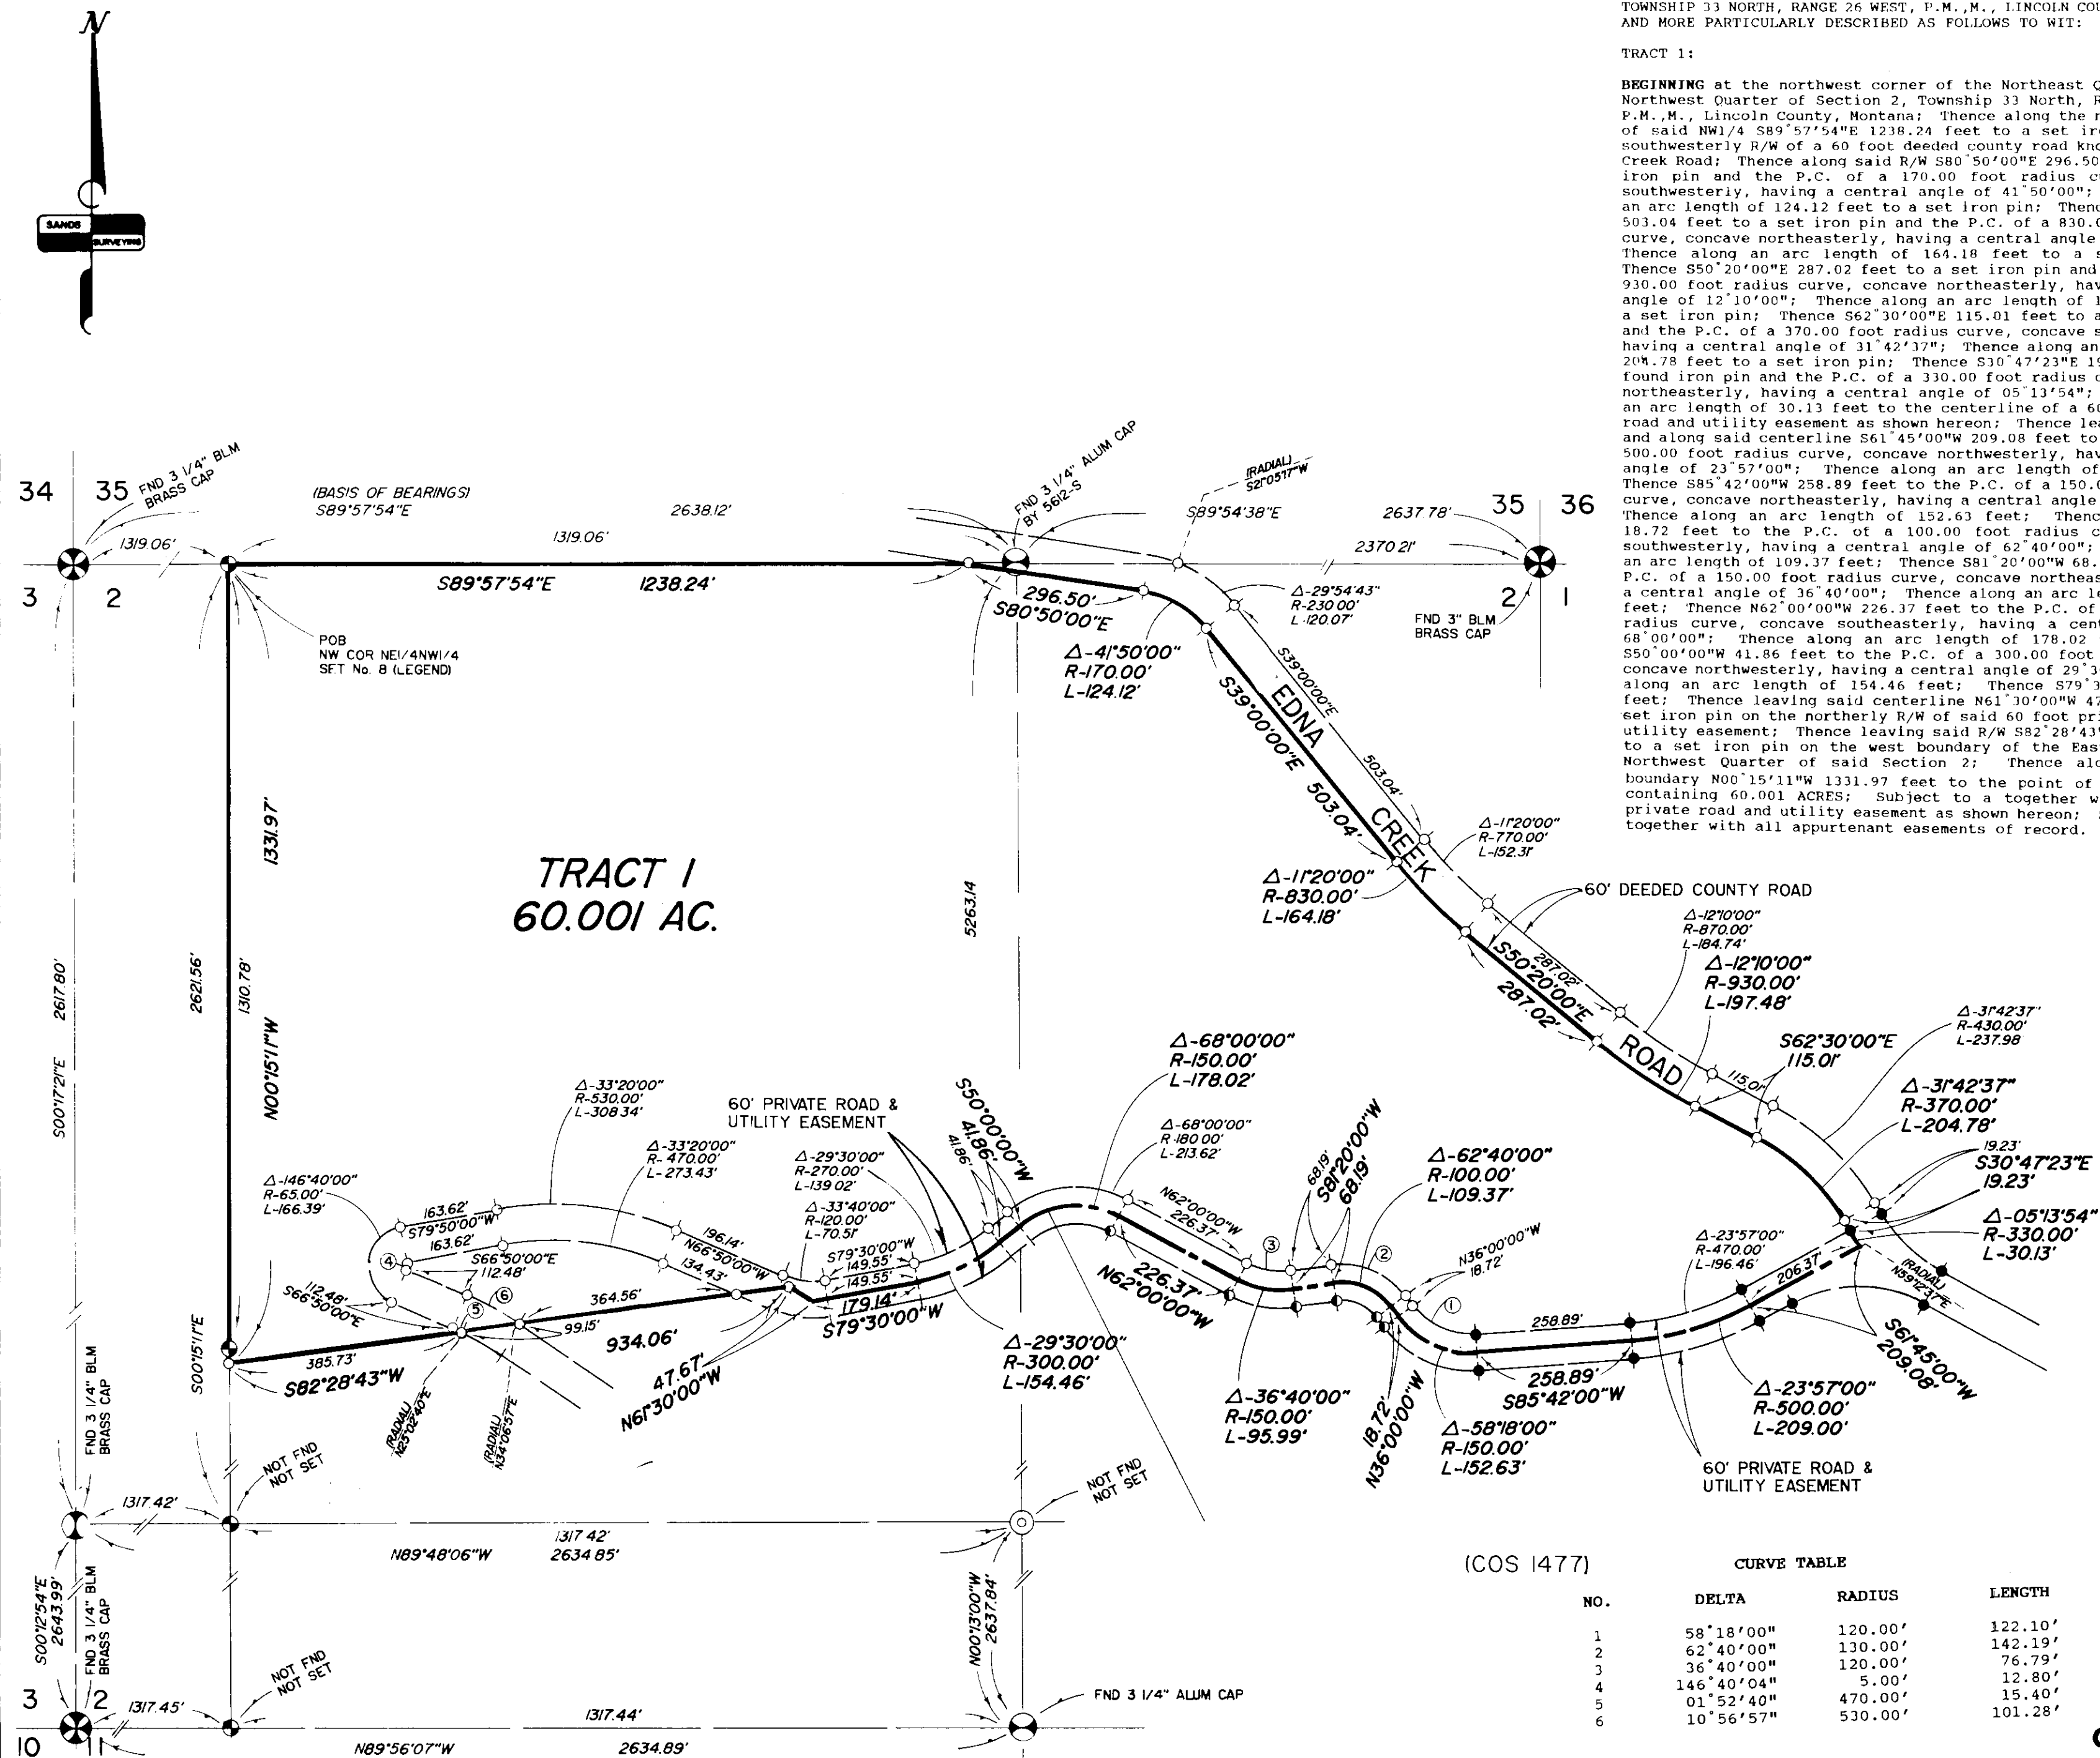 N
SANDS
SURVEYING
TOWNSHIP 33 NORTH, RANGE 26 WEST, P.M.,M., LINCOLN COU
AND MORE PARTICULARLY DESCRIBED AS FOLLOWS TO WIT:
TRACT 1:
BEGINNING at the northwest corner of the Northeast Q
Northwest Quarter of Section 2, Township 33 North, R
P.M.,M., Lincoln County, Montana; Thence along the n
of said NW1/4 S89°57'54"E 1238.24 feet to a set iro
southwesterly R/W of a 60 foot deeded county road kno
Creek Road; Thence along said R/W S80°50'00"E 296.50
iron pin and the P.C. of a 170.00 foot radius c
southwesterly, having a central angle of 41°50'00";
an arc length of 124.12 feet to a set iron pin; Thenc
503.04 feet to a set iron pin and the P.C. of a 830.0
curve, concave northeasterly, having a central angle
Thence along an arc length of 164.18 feet to a s
Thence S50°20'00"E 287.02 feet to a set iron pin and
930.00 foot radius curve, concave northeasterly, hav
angle of 12°10'00"; Thence along an arc length of 1
a set iron pin; Thence S62°30'00"E 115.01 feet to a
and the P.C. of a 370.00 foot radius curve, concave s
having a central angle of 31°42'37"; Thence along an
204.78 feet to a set iron pin; Thence S30°47'23"E 19
found iron pin and the P.C. of a 330.00 foot radius c
northeasterly, having a central angle of 05°13'54";
an arc length of 30.13 feet to the centerline of a 60
road and utility easement as shown hereon; Thence lea
and along said centerline S61°45'00"W 209.08 feet to
500.00 foot radius curve, concave northwesterly, hav
angle of 23°57'00"; Thence along an arc length of
Thence S85°42'00"W 258.89 feet to the P.C. of a 150.0
curve, concave northeasterly, having a central angle
Thence along an arc length of 152.63 feet; Thenc
18.72 feet to the P.C. of a 100.00 foot radius c
southwesterly, having a central angle of 62°40'00";
an arc length of 109.37 feet; Thence S81°20'00"W 68.
P.C. of a 150.00 foot radius curve, concave northeas
a central angle of 36°40'00"; Thence along an arc le
feet; Thence N62°00'00"W 226.37 feet to the P.C. of
radius curve, concave southeasterly, having a cen
68°00'00"; Thence along an arc length of 178.02
S50°00'00"W 41.86 feet to the P.C. of a 300.00 foot
concave northwesterly, having a central angle of 29°3
along an arc length of 154.46 feet; Thence S79°3
feet; Thence leaving said centerline N61°30'00"W 47
set iron pin on the northerly R/W of said 60 foot pri
utility easement; Thence leaving said R/W S82°28'43"
to a set iron pin on the west boundary of the Eas
Northwest Quarter of said Section 2; Thence alo
boundary N00°15'11"W 1331.97 feet to the point of
containing 60.001 ACRES; Subject to a together w
private road and utility easement as shown hereon;
together with all appurtenant easements of record.
34 35
FND 3 1/4" BLM
BRASS CAP
(BASIS OF BEARINGS)
S89°57'54"E 2638.12'
FND 3 1/4" ALUM CAP
BY 5612-S
(RADIAL)
S21°05'17"W
S89°54'38"E 2637.78'
35 36
1319.06' 1319.06' 2370.21'
S89°57'54"E 1238.24'
3 2
2 1
FND 3" BLM
BRASS CAP
POB
NW COR NE1/4NW1/4
SET No. 8 (LEGEND)
296.50'
S80°50'00"E
Δ-41°50'00"
R-170.00'
L-124.12'
Δ-29°54'43"
R-230.00'
L-120.07'
S39°00'00"E
503.04'
S39°00'00"E 503.04'
EDNA CREEK ROAD
Δ-11°20'00"
R-770.00'
L-152.31'
Δ-11°20'00"
R-830.00'
L-164.18'
TRACT 1
60.001 AC.
1331.97'
N00°15'11"W
2621.56'
1310.78'
S00°15'11"E
2617.80'
S00°17'21"E
5263.14
60' DEEDED COUNTY ROAD
Δ-12°10'00"
R-870.00'
L-184.74'
Δ-12°10'00"
R-930.00'
L-197.48'
287.02'
S50°20'00"E
287.02'
S62°30'00"E
115.01'
115.01'
Δ-31°42'37"
R-430.00'
L-237.98
Δ-31°42'37"
R-370.00'
L-204.78'
19.23'
S30°47'23"E
19.23'
Δ-05°13'54"
R-330.00'
L-30.13'
(RADIAL)
N59°12'37"E
Δ-68°00'00"
R-150.00'
L-178.02'
Δ-68°00'00"
R-180.00'
L-213.62'
60' PRIVATE ROAD &
UTILITY EASEMENT
S50°00'00"W
41.86'
41.86'
Δ-33°20'00"
R-530.00'
L-308.34'
Δ-33°20'00"
R-470.00'
L-273.43'
Δ-29°30'00"
R-270.00'
L-139.02'
Δ-33°40'00"
R-120.00'
L-70.51'
Δ-146°40'00"
R-65.00'
L-166.39'
163.62'
S79°50'00"W
163.62'
196.14'
N66°50'00"W
134.43'
S79°30'00"W
149.55'
149.55'
179.14'
S79°30'00"W
S66°50'00"E
112.48'
112.48'
S66°50'00"E
4
5
6
364.56'
99.15'
934.06'
385.73'
S82°28'43"W
47.67'
N61°30'00"W
(RADIAL)
N25°02'40"E
(RADIAL)
N34°06'57"E
Δ-29°30'00"
R-300.00'
L-154.46'
N62°00'00"W
226.37'
226.37'
N62°00'00"W
68.19'
S81°20'00"W
68.19'
Δ-62°40'00"
R-100.00'
L-109.37'
3
2
1
N36°00'00"W
18.72'
18.72'
N36°00'00"W
Δ-36°40'00"
R-150.00'
L-95.99'
Δ-58°18'00"
R-150.00'
L-152.63'
258.89'
258.89'
S85°42'00"W
Δ-23°57'00"
R-470.00'
L-196.46'
206.37'
S61°45'00"W
209.08'
Δ-23°57'00"
R-500.00'
L-209.00'
60' PRIVATE ROAD &
UTILITY EASEMENT
S00°15'11"E
FND 3 1/4" BLM
BRASS CAP
NOT FND
NOT SET
NOT FND
NOT SET
1317.42' 1317.42'
N89°48'06"W 2634.85'
S00°12'54"E
2643.99'
FND 3 1/4" BLM
BRASS CAP
NOT FND
NOT SET
N00°13'00"W
2637.84'
FND 3 1/4" ALUM CAP
3 2
1317.45' 1317.44'
10 11
N89°56'07"W 2634.89'
(COS 1477)
CURVE TABLE
NO. DELTA RADIUS LENGTH
1 58°18'00" 120.00' 122.10'
2 62°40'00" 130.00' 142.19'
3 36°40'00" 120.00' 76.79'
4 146°40'04" 5.00' 12.80'
5 01°52'40" 470.00' 15.40'
6 10°56'57" 530.00' 101.28'